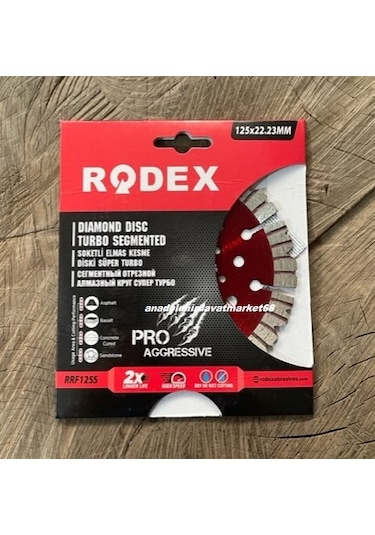 125x22.23MM
RODEX
DIAMOND DISC
TURBO SEGMENTED
SOKETLİ ELMAS KESME
DİSKİ SÜPER TURBO
СЕГМЕНТНЫЙ ОТРЕЗНОЙ
АЛМАЗНЫЙ КРУГ СУПЕР ТУРБО
Asphalt
Basalt
Concrete
Cured
Sandstone
PRO
AGGRESSIVE
RRF125S
2X
LONGER LIFE
HIGH SPEED
DRY OR WET CUTTING
rodexabrasives.com